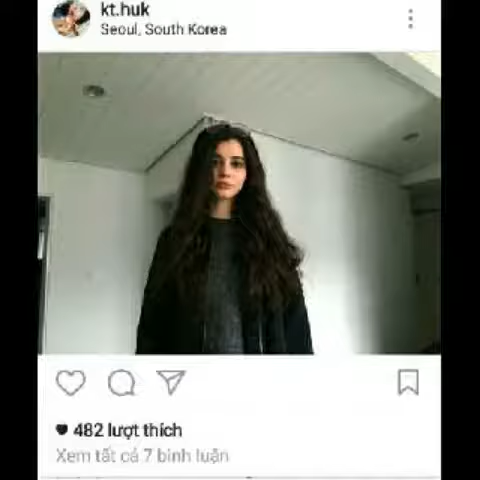 kt.huk
Seoul, South Korea
482 lượt thích
Xem tất cả 7 bình luận